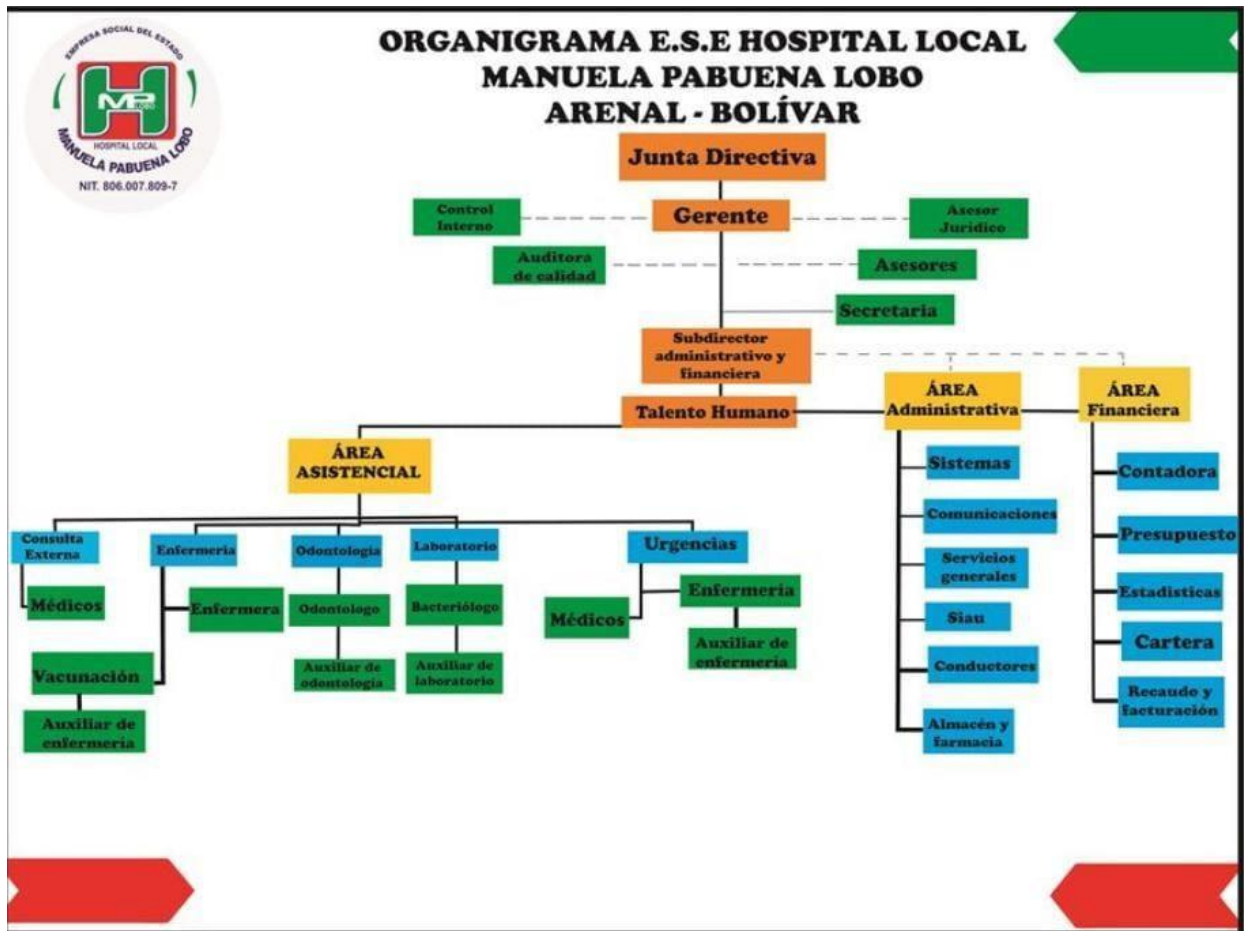 EMPRESA SOCIAL DEL ESTADO
MP
LOBO
HOSPITAL LOCAL
MANUELA PABUENA LOBO
NIT. 806.007.809-7
ORGANIGRAMA E.S.E HOSPITAL LOCAL
MANUELA PABUENA LOBO
ARENAL - BOLÍVAR
Junta Directiva
Control
Interno
Gerente
Asesor
Jurídico
Auditora
de calidad
Asesores
Secretaria
Subdirector
administrativo y
financiera
Talento Humano
ÁREA
Administrativa
ÁREA
Financiera
ÁREA
ASISTENCIAL
Sistemas
Comunicaciones
Servicios
generales
Siau
Conductores
Almacén y
farmacia
Contadora
Presupuesto
Estadisticas
Cartera
Recaudo y
facturación
Consulta
Externa
Enfermeria
Odontología
Laboratorio
Urgencias
Médicos
Enfermera
Odontologo
Bacteriólogo
Médicos
Enfermería
Vacunación
Auxiliar de
odontología
Auxiliar de
laboratorio
Auxiliar de
enfermería
Auxiliar de
enfermería